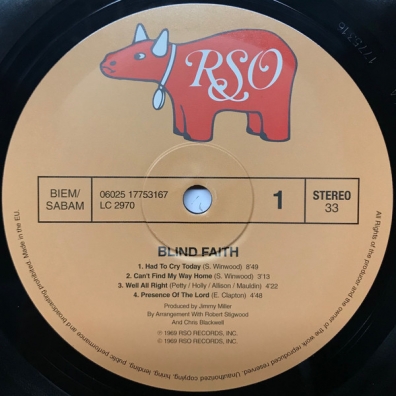 RSO
17753316
BIEM/
SABAM
06025 17753167
LC 2970
1
STEREO
33
BLIND FAITH
1. Had To Cry Today (S. Winwood) 8'49
2. Can't Find My Way Home (S. Winwood) 3'13
3. Well All Right (Petty / Holly / Allison / Mauldin) 4'22
4. Presence Of The Lord (E. Clapton) 4'48
Produced by Jimmy Miller
By Arrangement With Robert Stigwood
And Chris Blackwell
℗ 1969 RSO RECORDS, INC.
© 1969 RSO RECORDS, INC.
All Rights of the producer and the owner of the work reproduced reserved. Unauthorized copying, hiring, lending, public performance and broadcasting prohibited. Made in the EU.